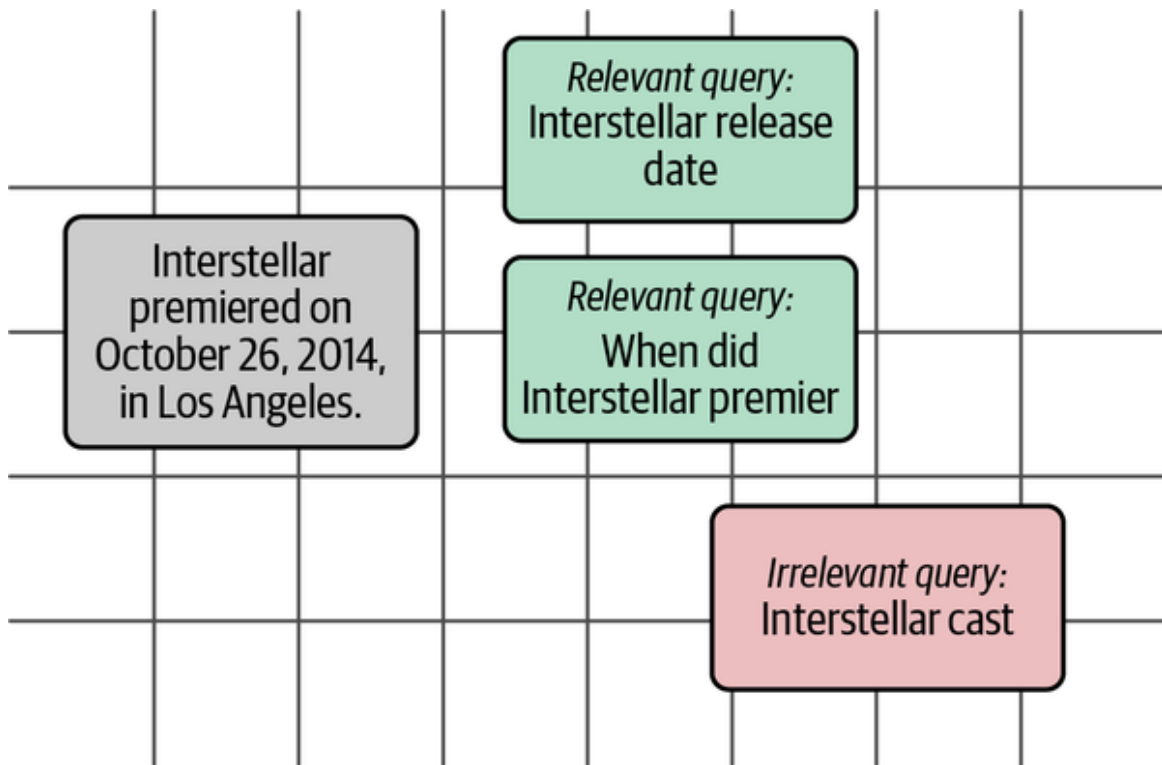 Relevant query:
Interstellar release
date
Interstellar
premiered on
October 26, 2014,
in Los Angeles.
Relevant query:
When did
Interstellar premier
Irrelevant query:
Interstellar cast